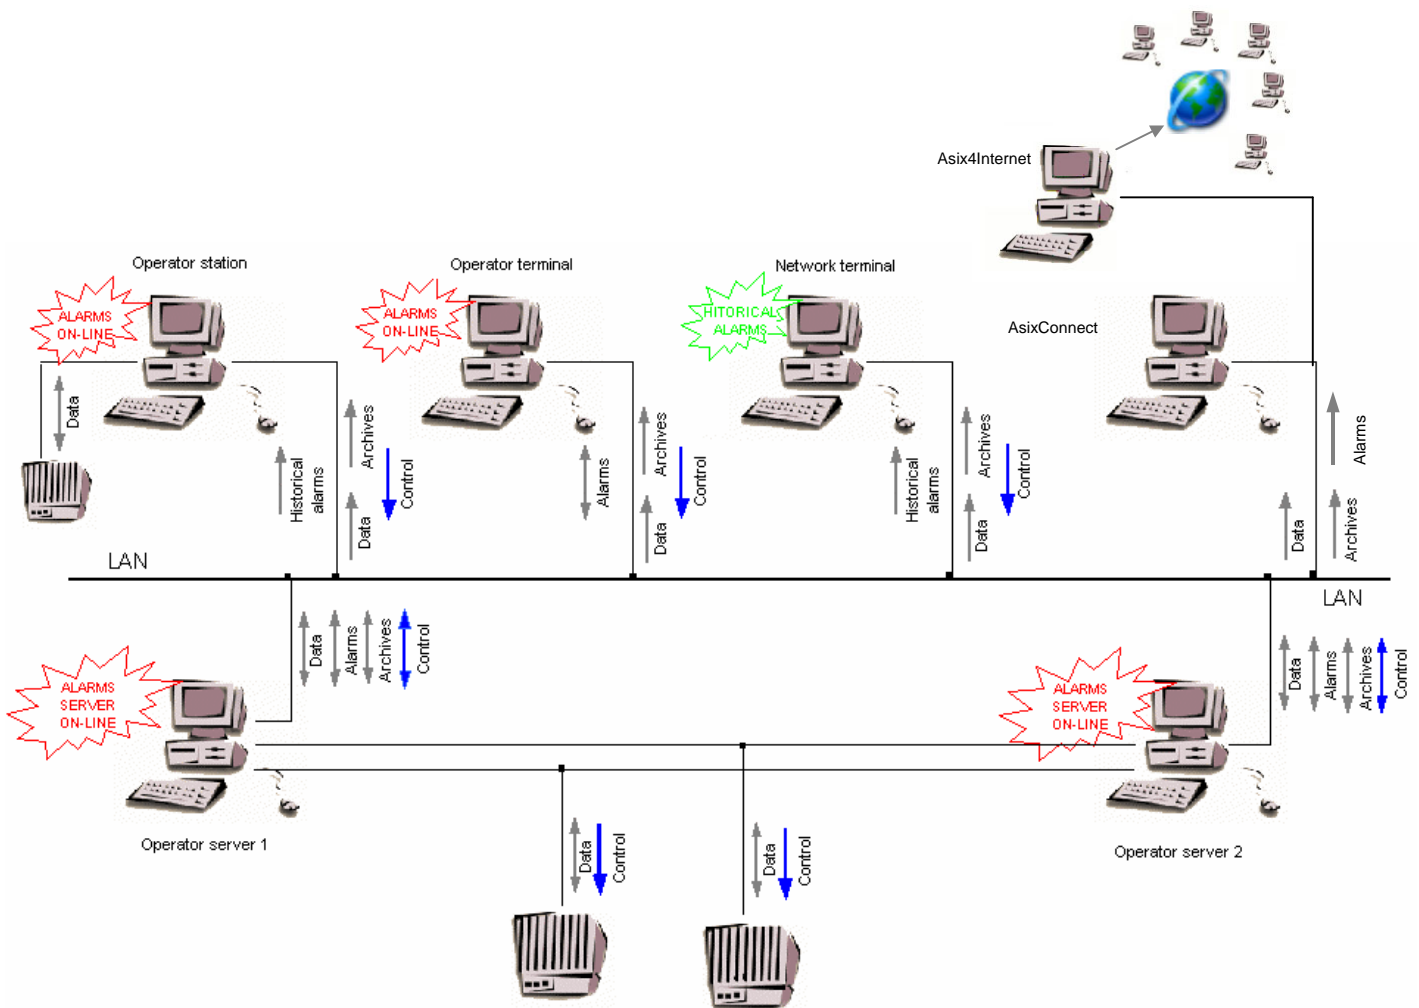 Asix4Internet
Operator station
Operator terminal
Network terminal
ALARMS
ON-LINE
ALARMS
ON-LINE
HITORICAL
ALARMS
AsixConnect
Data
Historical
alarms
Archives
Data
Control
Alarms
Archives
Data
Control
Historical
alarms
Archives
Data
Control
Data
Alarms
Archives
LAN
LAN
Data
Alarms
Archives
Control
Data
Alarms
Archives
Control
ALARMS
SERVER
ON-LINE
ALARMS
SERVER
ON-LINE
Operator server 1
Operator server 2
Data
Control
Data
Control